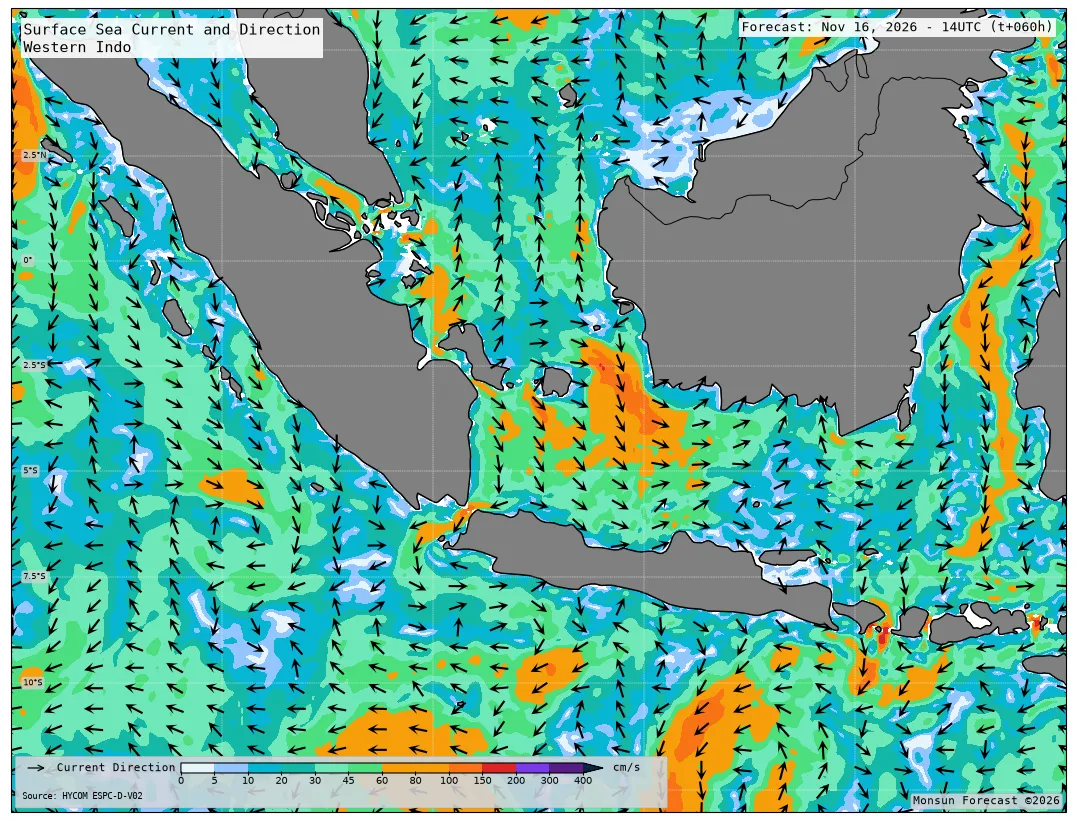 Surface Sea Current and Direction
Western Indo
Forecast: Nov 16, 2026 - 14UTC (t+060h)
2.5°N
0°
2.5°S
5°S
7.5°S
10°S
Current Direction
0 5 10 20 30 45 60 80 100 150 200 300 400 cm/s
Source: HYCOM ESPC-D-V02
Monsun Forecast ©2026